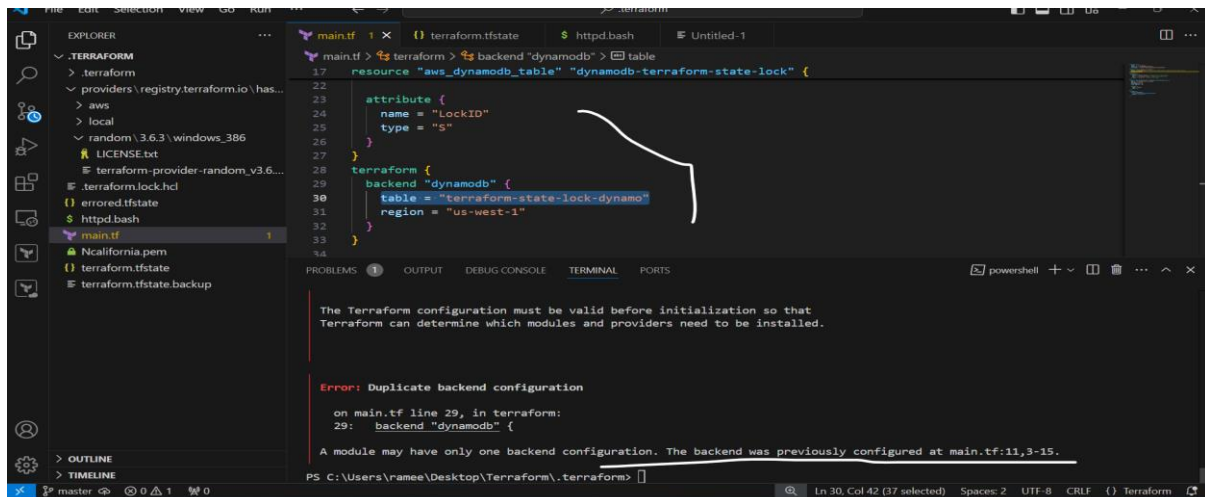 File Edit Selection View Go Run ...
.terraform
EXPLORER ...
main.tf 1 terraform.tfstate $ httpd.bash Untitled-1
.TERRAFORM
main.tf > terraform > backend "dynamodb" > table
> .terraform
17 resource "aws_dynamodb_table" "dynamodb-terraform-state-lock" {
providers\registry.terraform.io\has...
22
> aws
23 attribute {
> local
24 name = "LockID"
random\3.6.3\windows_386
25 type = "S"
LICENSE.txt
26 }
terraform-provider-random_v3.6....
27 }
.terraform.lock.hcl
28 terraform {
errored.tfstate
29 backend "dynamodb" {
$ httpd.bash
30 table = "terraform-state-lock-dynamo"
main.tf 1
31 region = "us-west-1"
Ncalifornia.pem
32 }
terraform.tfstate
33 }
terraform.tfstate.backup
34
PROBLEMS 1 OUTPUT DEBUG CONSOLE TERMINAL PORTS
powershell
The Terraform configuration must be valid before initialization so that
Terraform can determine which modules and providers need to be installed.
Error: Duplicate backend configuration
on main.tf line 29, in terraform:
29: backend "dynamodb" {
A module may have only one backend configuration. The backend was previously configured at main.tf:11,3-15.
PS C:\Users\ramee\Desktop\Terraform\.terraform>
> OUTLINE
> TIMELINE
master 0 1 0
Ln 30, Col 42 (37 selected) Spaces: 2 UTF-8 CRLF {} Terraform